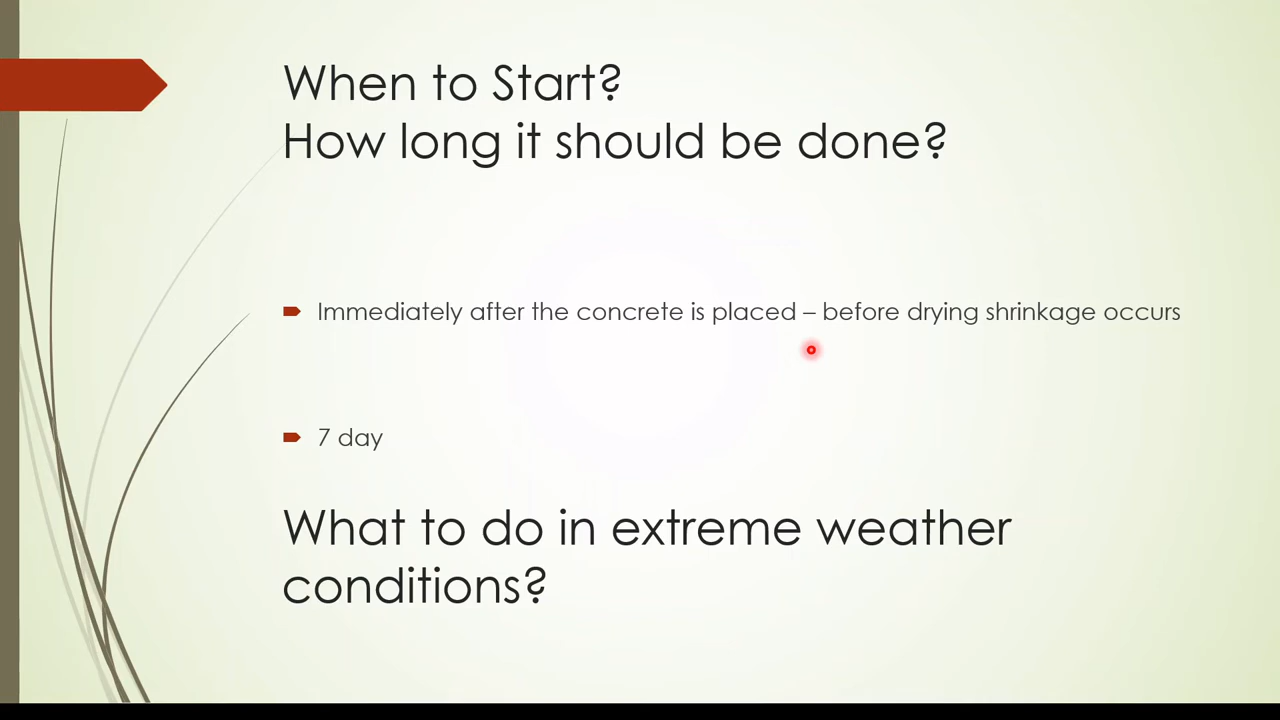 When to Start?
How long it should be done?
Immediately after the concrete is placed – before drying shrinkage occurs
7 day
What to do in extreme weather
conditions?